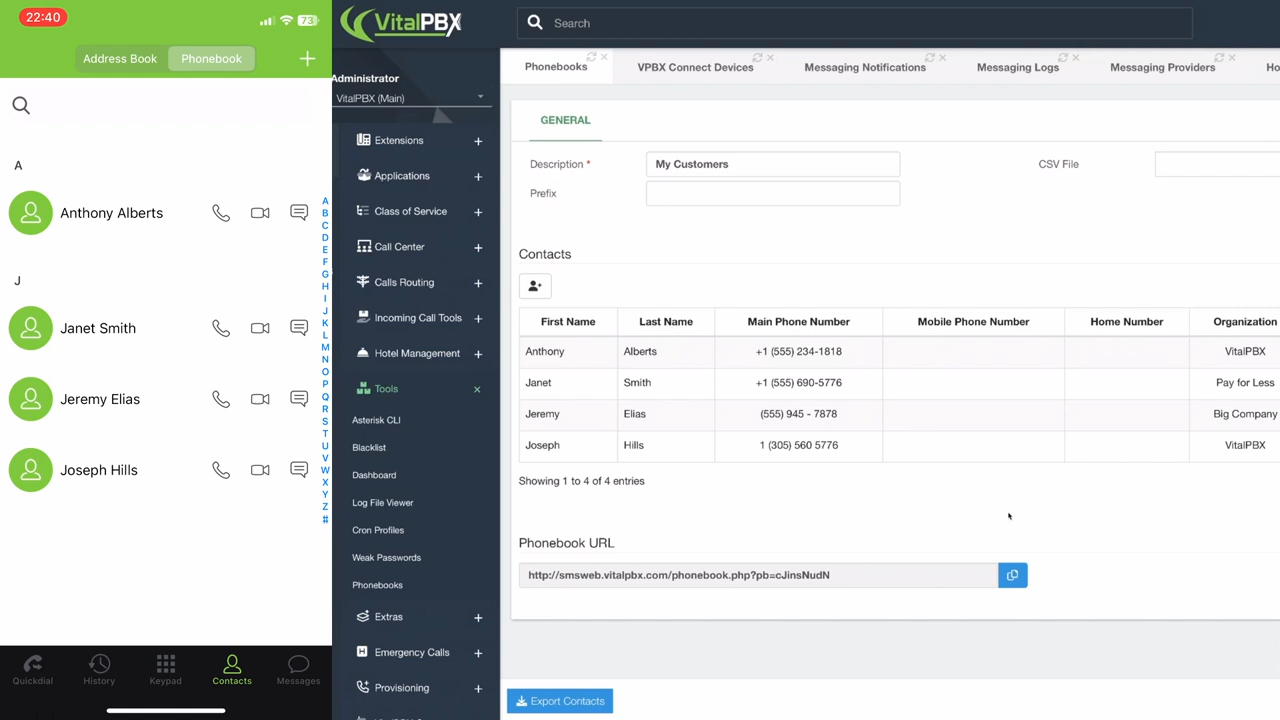 22:40
73
Address Book
Phonebook
+
A
Anthony Alberts
J
Janet Smith
Jeremy Elias
Joseph Hills
A
B
C
D
E
F
G
H
I
J
K
L
M
N
O
P
Q
R
S
T
U
V
W
X
Y
Z
#
Quickdial
History
Keypad
Contacts
Messages
VitalPBX
Search
Administrator
VitalPBX (Main)
Extensions
Applications
Class of Service
Call Center
Calls Routing
Incoming Call Tools
Hotel Management
Tools
Asterisk CLI
Blacklist
Dashboard
Log File Viewer
Cron Profiles
Weak Passwords
Phonebooks
Extras
Emergency Calls
Provisioning
Phonebooks
VPBX Connect Devices
Messaging Notifications
Messaging Logs
Messaging Providers
Ho
GENERAL
Description *
My Customers
CSV File
Prefix
Contacts
First Name Last Name Main Phone Number Mobile Phone Number Home Number Organization
Anthony Alberts +1 (555) 234-1818 VitalPBX
Janet Smith +1 (555) 690-5776 Pay for Less
Jeremy Elias (555) 945 - 7878 Big Company
Joseph Hills 1 (305) 560 5776 VitalPBX
Showing 1 to 4 of 4 entries
Phonebook URL
http://smsweb.vitalpbx.com/phonebook.php?pb=cJinsNudN
Export Contacts